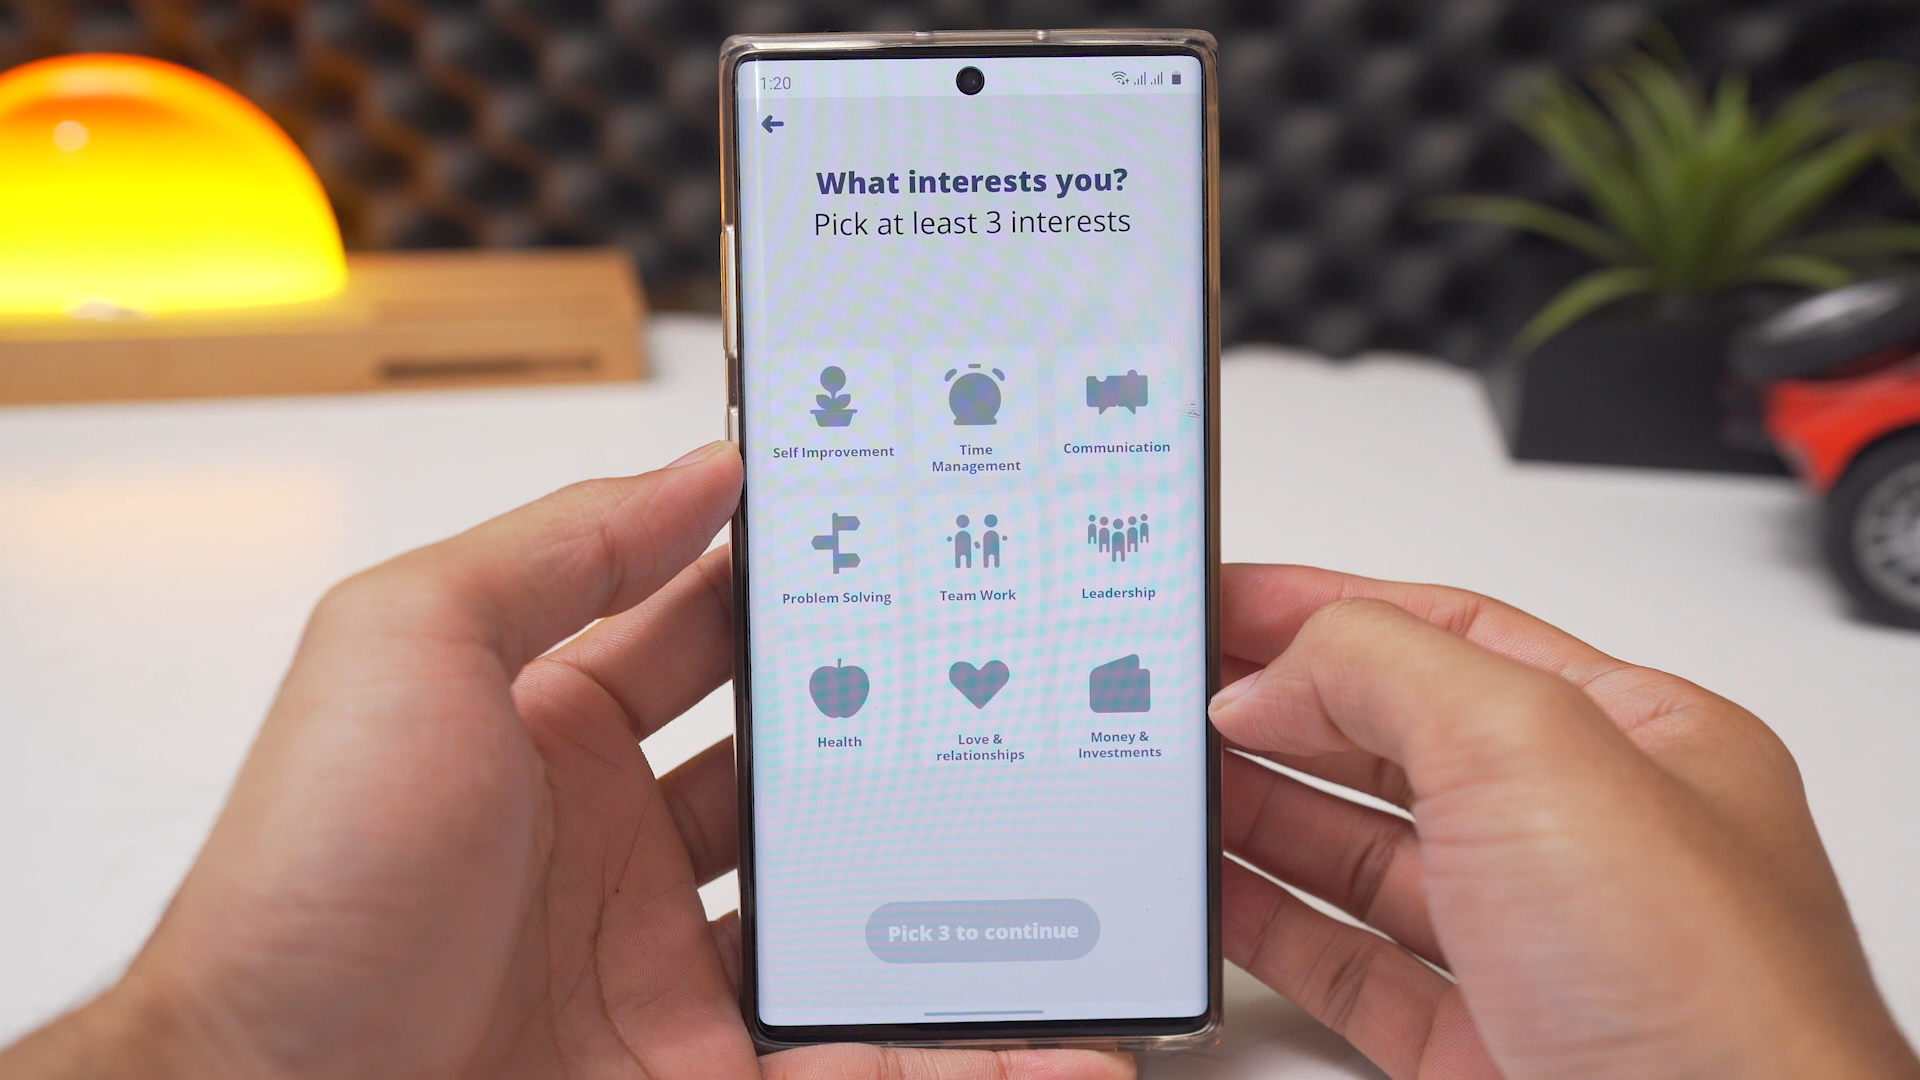 1:20
What interests you?
Pick at least 3 interests
Self Improvement
Time
Management
Communication
Problem Solving
Team Work
Leadership
Health
Love &
relationships
Money &
Investments
Pick 3 to continue